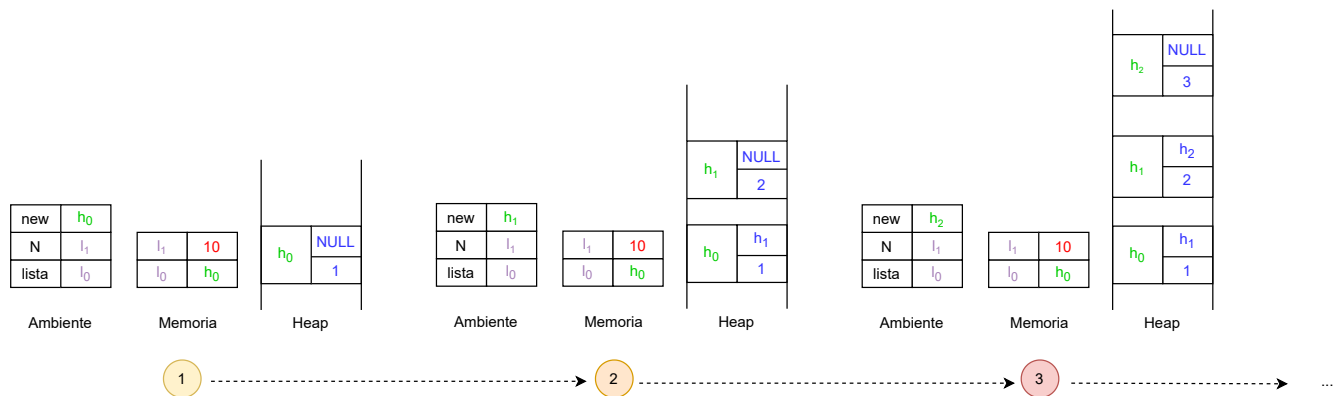 new h₀
N l₁
lista l₀
Ambiente
l₁ 10
l₀ h₀
Memoria
h₀ NULL
1
Heap
new h₁
N l₁
lista l₀
Ambiente
l₁ 10
l₀ h₀
Memoria
h₁ NULL
2
h₀ h₁
1
Heap
new h₂
N l₁
lista l₀
Ambiente
l₁ 10
l₀ h₀
Memoria
h₂ NULL
3
h₁ h₂
2
h₀ h₁
1
Heap
1
2
3
...